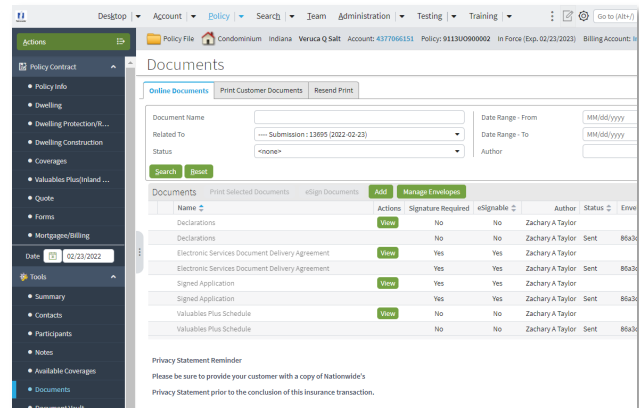 Desktop Account Policy Search Team Administration Testing Training Go to (Alt+/)
Actions
Policy File Condominium Indiana Veruca Q Salt Account: 4377066151 Policy: 9113UO900002 In Force (Exp. 02/23/2023) Billing Account:
Policy Contract
Policy Info
Dwelling
Dwelling Protection/R...
Dwelling Construction
Coverages
Valuables Plus(Inland ...
Quote
Forms
Mortgagee/Billing
Date 02/23/2022
Tools
Summary
Contacts
Participants
Notes
Available Coverages
Documents
Document Vault
Documents
Online Documents Print Customer Documents Resend Print
Document Name Date Range - From MM/dd/yyyy
Related To ---- Submission : 13695 (2022-02-23) Date Range - To MM/dd/yyyy
Status <none> Author
Search Reset
Documents Print Selected Documents eSign Documents Add Manage Envelopes
Name Actions Signature Required eSignable Author Status Enve
Declarations View No No Zachary A Taylor
Declarations No No Zachary A Taylor Sent 86a3c
Electronic Services Document Delivery Agreement View Yes Yes Zachary A Taylor
Electronic Services Document Delivery Agreement Yes Yes Zachary A Taylor Sent 86a3c
Signed Application View Yes Yes Zachary A Taylor
Signed Application Yes Yes Zachary A Taylor Sent 86a3c
Valuables Plus Schedule View No No Zachary A Taylor
Valuables Plus Schedule No No Zachary A Taylor Sent 86a3c
Privacy Statement Reminder
Please be sure to provide your customer with a copy of Nationwide's
Privacy Statement prior to the conclusion of this insurance transaction.